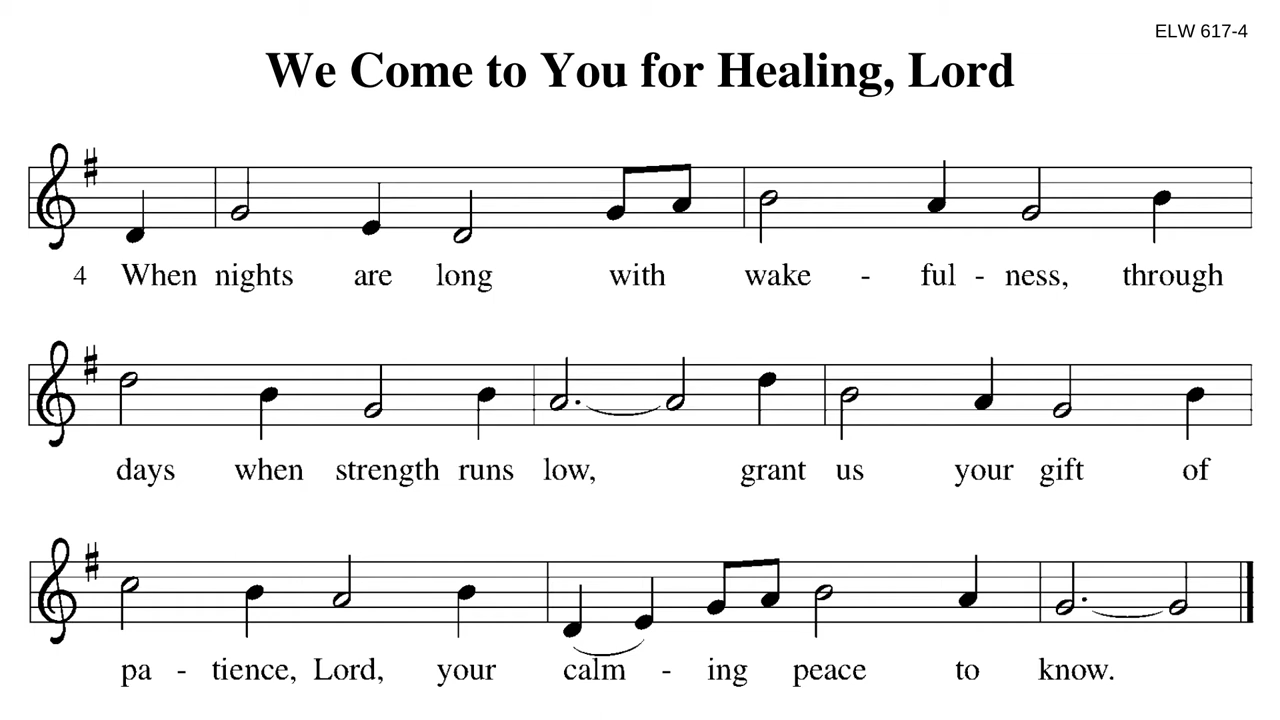 ELW 617-4
We Come to You for Healing, Lord
4 When nights are long with wake - ful - ness, through
days when strength runs low, grant us your gift of
pa - tience, Lord, your calm - ing peace to know.